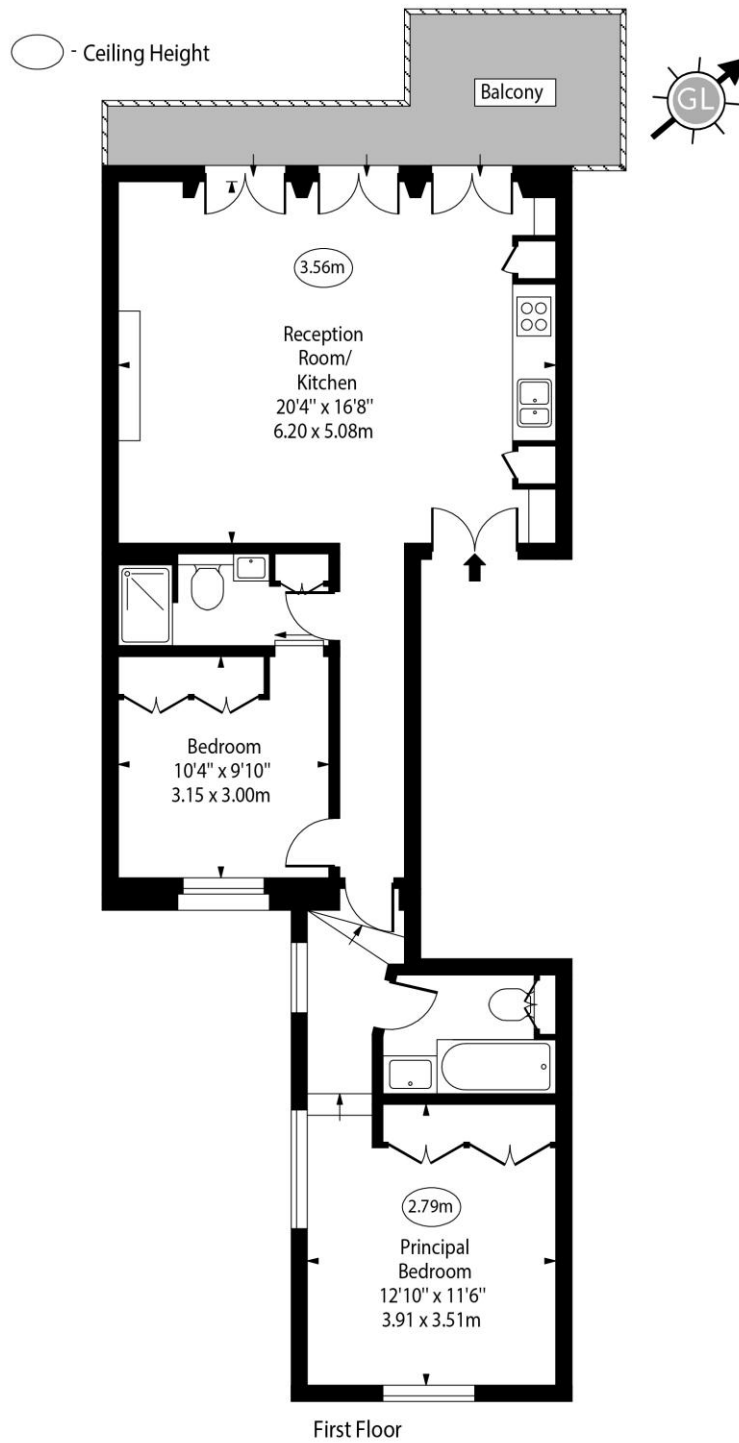 - Ceiling Height
Balcony
GL
3.56m
Reception
Room/
Kitchen
20'4" x 16'8"
6.20 x 5.08m
Bedroom
10'4" x 9'10"
3.15 x 3.00m
2.79m
Principal
Bedroom
12'10" x 11'6"
3.91 x 3.51m
First Floor